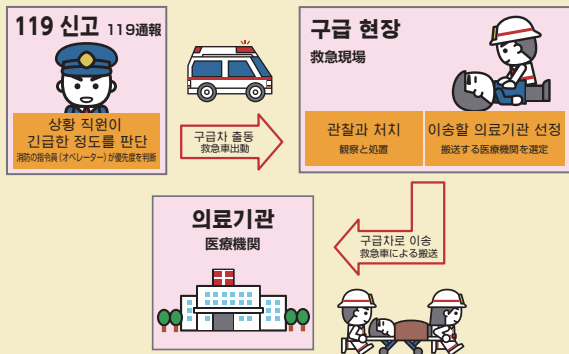 119 신고 119通報
상황 직원이
긴급한 정도를 판단
消防の指令員（オペレーター）が優先度を判断
구급차 출동
救急車出動
구급 현장
救急現場
관찰과 처치
観察と処置
이송할 의료기관 선정
搬送する医療機関を選定
구급차로 이송
救急車による搬送
의료기관
医療機関